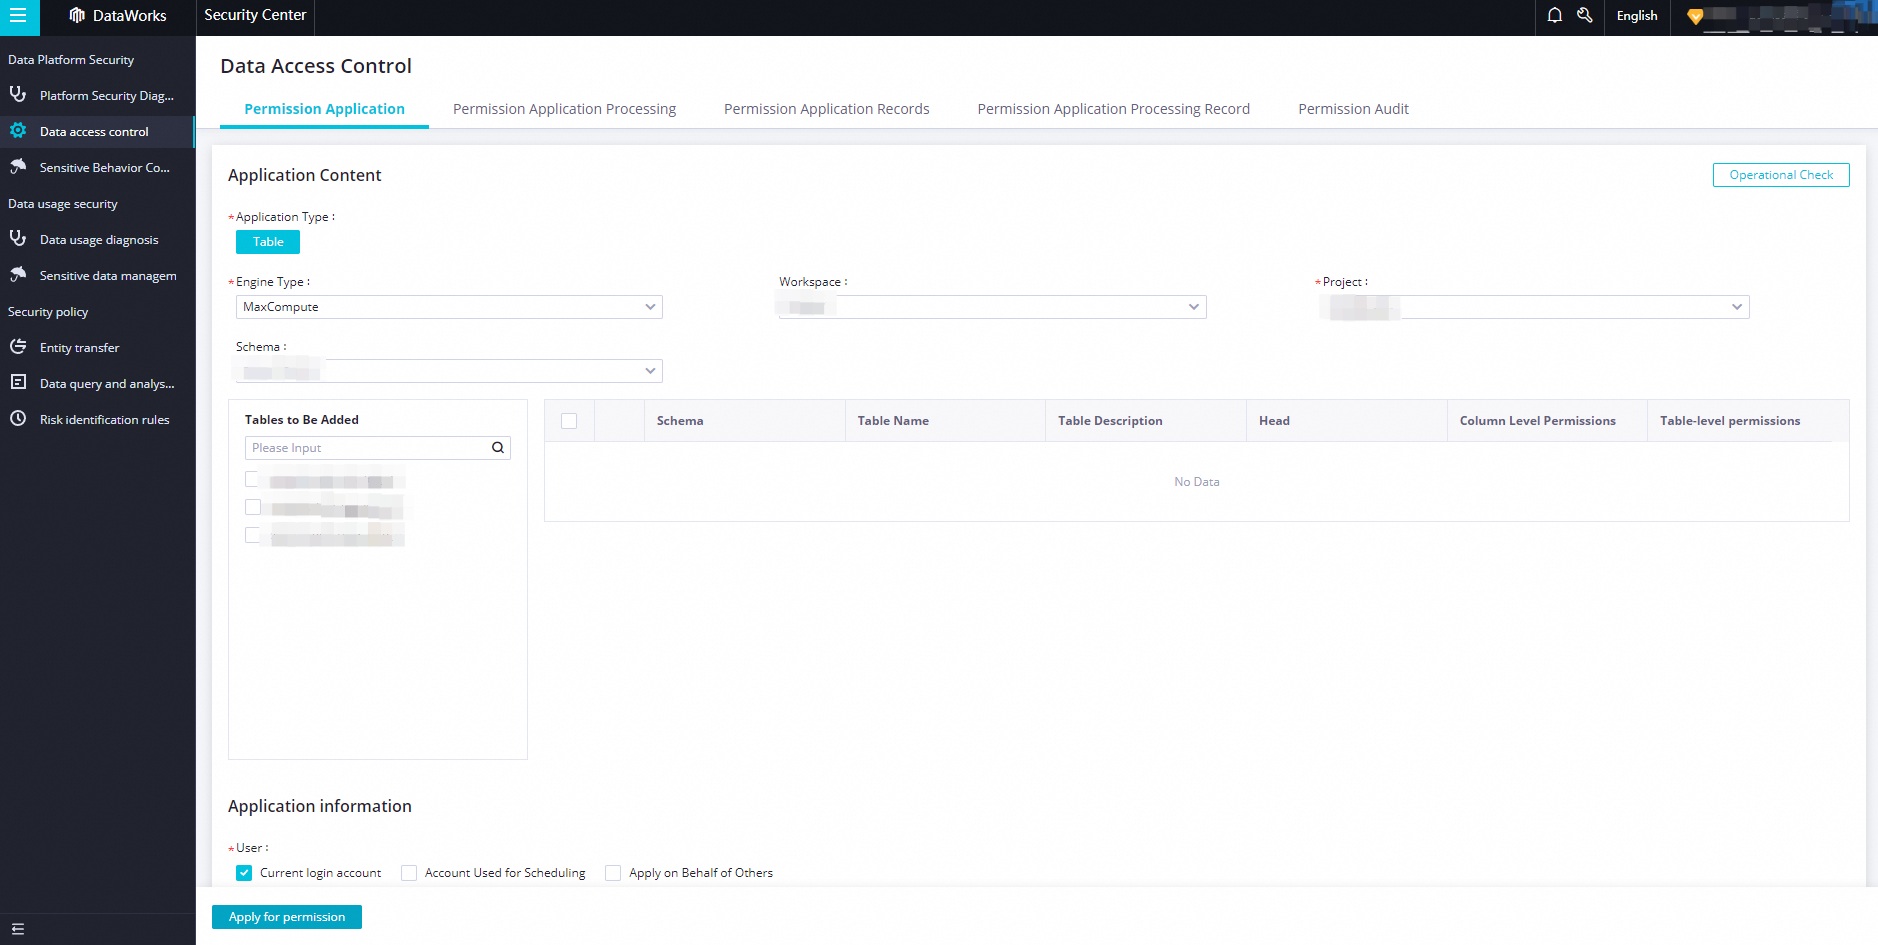 DataWorks
Security Center
English
Data Platform Security
Platform Security Diag...
Data access control
Sensitive Behavior Co...
Data usage security
Data usage diagnosis
Sensitive data managem
Security policy
Entity transfer
Data query and analys...
Risk identification rules
Data Access Control
Permission Application
Permission Application Processing
Permission Application Records
Permission Application Processing Record
Permission Audit
Application Content
Operational Check
* Application Type :
Table
* Engine Type :
Workspace :
* Project :
MaxCompute
Schema :
Tables to Be Added
Please Input
Schema
Table Name
Table Description
Head
Column Level Permissions
Table-level permissions
No Data
Application information
* User :
Current login account
Account Used for Scheduling
Apply on Behalf of Others
Apply for permission